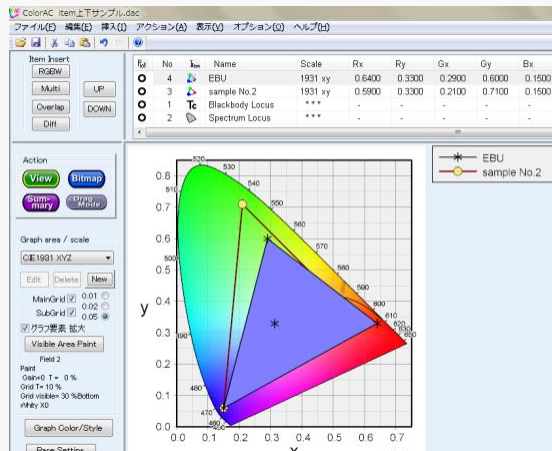 ColorAC Item上下サンプル.dac
ファイル(F) 編集(E) 挿入(I) アクション(A) 表示(V) オプション(O) ヘルプ(H)
Item Insert
RGBW
Multi UP
Overlap DOWN
Diff
No Item Name Scale Rx Ry Gx Gy Bx
4 EBU 1931 xy 0.6400 0.3300 0.2900 0.6000 0.1500
3 sample No.2 1931 xy 0.5900 0.3300 0.2100 0.7100 0.1500
1 Tc Blackbody Locus *** - - - - -
2 Spectrum Locus *** - - - - -
Action
View Bitmap
Sum-mary Drag Mode
Graph area / scale
CIE1931 XYZ
Edit Delete New
MainGrid 0.01
SubGrid 0.02
0.05
グラフ要素 拡大
Visible Area Paint
Field 2
Paint
Gain+0 T = 0 %
Grid T= 10 %
Grid visible= 30 %Bottom
Whity X0
Graph Color/Style
Page Setting
EBU
sample No.2
y
0.8
0.7
0.6
0.5
0.4
0.3
0.2
0.1
0.0
0.0 0.1 0.2 0.3 0.4 0.5 0.6 0.7
x
520
530
540
550
560
570
580
590
600
610
620
510
500
490
480
470
460